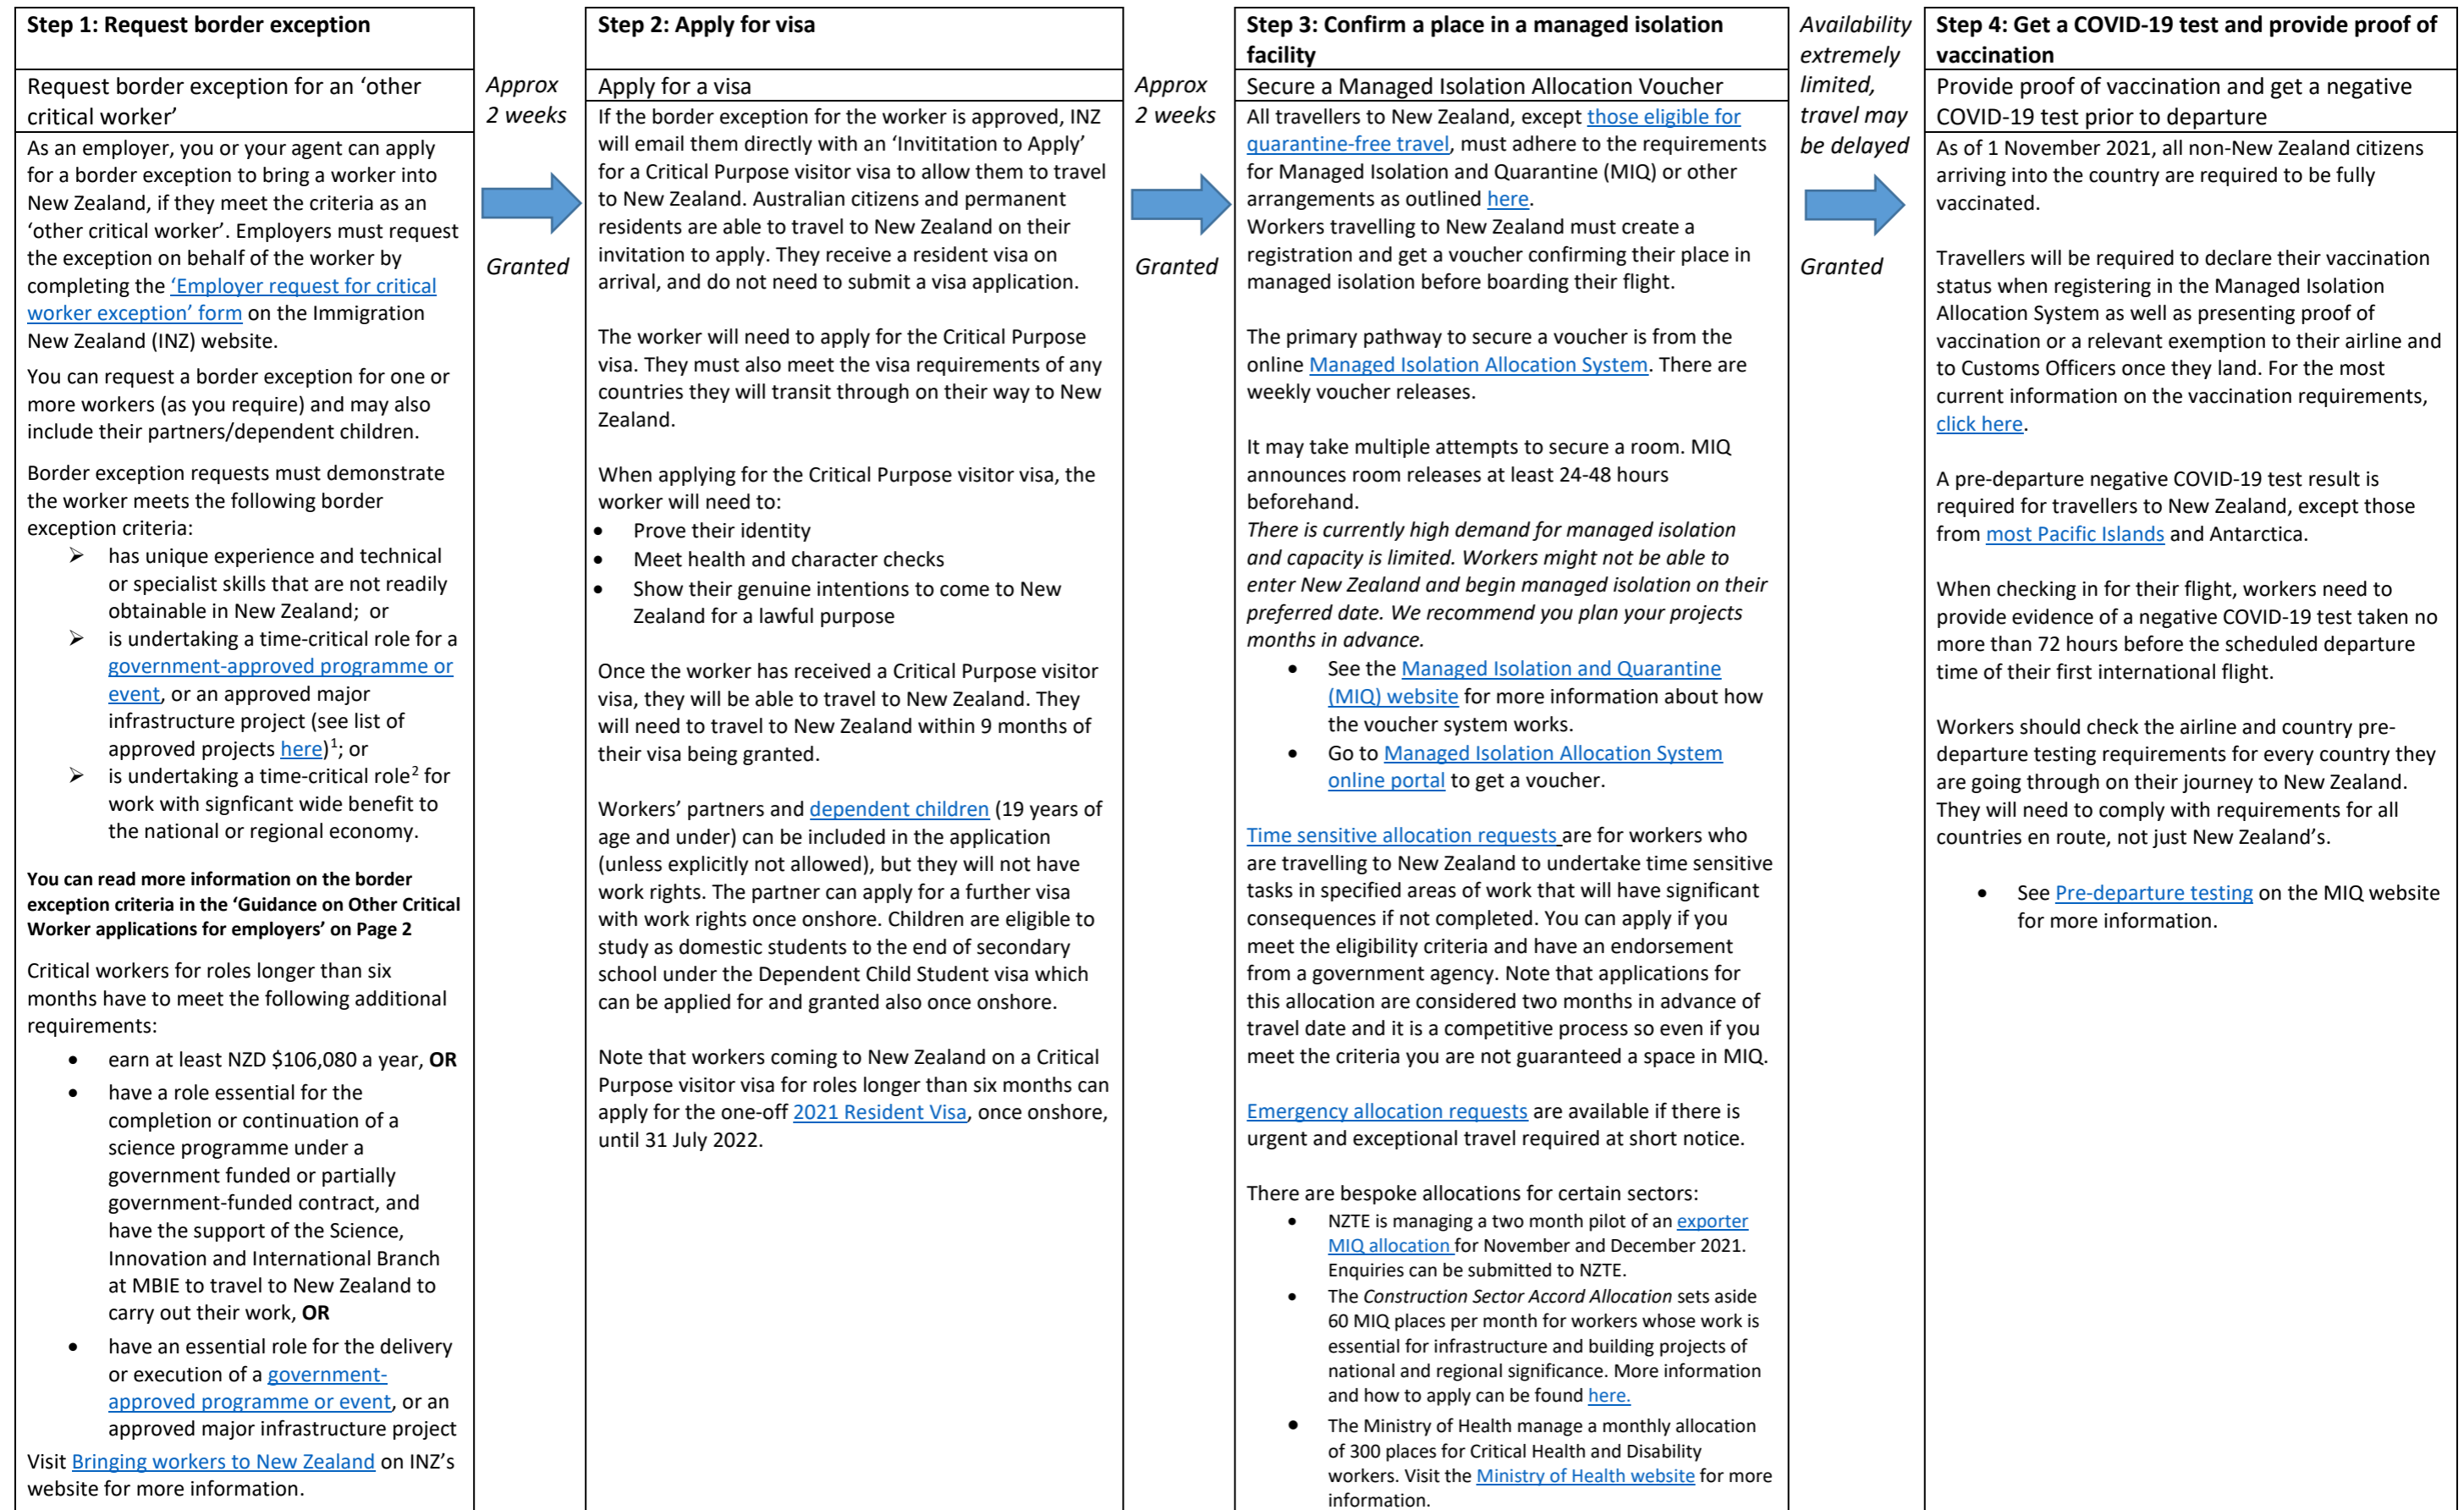 Step 1: Request border exception
Request border exception for an ‘other
critical worker’
As an employer, you or your agent can apply
for a border exception to bring a worker into
New Zealand, if they meet the criteria as an
‘other critical worker’. Employers must request
the exception on behalf of the worker by
completing the ‘Employer request for critical
worker exception’ form on the Immigration
New Zealand (INZ) website.
You can request a border exception for one or
more workers (as you require) and may also
include their partners/dependent children.
Border exception requests must demonstrate
the worker meets the following border
exception criteria:
➢ has unique experience and technical
or specialist skills that are not readily
obtainable in New Zealand; or
➢ is undertaking a time-critical role for a
government-approved programme or
event, or an approved major
infrastructure project (see list of
approved projects here)1; or
➢ is undertaking a time-critical role2 for
work with signficant wide benefit to
the national or regional economy.
You can read more information on the border
exception criteria in the ‘Guidance on Other Critical
Worker applications for employers’ on Page 2
Critical workers for roles longer than six
months have to meet the following additional
requirements:
• earn at least NZD $106,080 a year, OR
• have a role essential for the
completion or continuation of a
science programme under a
government funded or partially
government-funded contract, and
have the support of the Science,
Innovation and International Branch
at MBIE to travel to New Zealand to
carry out their work, OR
• have an essential role for the delivery
or execution of a government-
approved programme or event, or an
approved major infrastructure project
Visit Bringing workers to New Zealand on INZ’s
website for more information.
Approx
2 weeks
Granted
Step 2: Apply for visa
Apply for a visa
If the border exception for the worker is approved, INZ
will email them directly with an ‘Invititation to Apply’
for a Critical Purpose visitor visa to allow them to travel
to New Zealand. Australian citizens and permanent
residents are able to travel to New Zealand on their
invitation to apply. They receive a resident visa on
arrival, and do not need to submit a visa application.
The worker will need to apply for the Critical Purpose
visa. They must also meet the visa requirements of any
countries they will transit through on their way to New
Zealand.
When applying for the Critical Purpose visitor visa, the
worker will need to:
• Prove their identity
• Meet health and character checks
• Show their genuine intentions to come to New
Zealand for a lawful purpose
Once the worker has received a Critical Purpose visitor
visa, they will be able to travel to New Zealand. They
will need to travel to New Zealand within 9 months of
their visa being granted.
Workers’ partners and dependent children (19 years of
age and under) can be included in the application
(unless explicitly not allowed), but they will not have
work rights. The partner can apply for a further visa
with work rights once onshore. Children are eligible to
study as domestic students to the end of secondary
school under the Dependent Child Student visa which
can be applied for and granted also once onshore.
Note that workers coming to New Zealand on a Critical
Purpose visitor visa for roles longer than six months can
apply for the one-off 2021 Resident Visa, once onshore,
until 31 July 2022.
Approx
2 weeks
Granted
Step 3: Confirm a place in a managed isolation
facility
Secure a Managed Isolation Allocation Voucher
All travellers to New Zealand, except those eligible for
quarantine-free travel, must adhere to the requirements
for Managed Isolation and Quarantine (MIQ) or other
arrangements as outlined here.
Workers travelling to New Zealand must create a
registration and get a voucher confirming their place in
managed isolation before boarding their flight.
The primary pathway to secure a voucher is from the
online Managed Isolation Allocation System. There are
weekly voucher releases.
It may take multiple attempts to secure a room. MIQ
announces room releases at least 24-48 hours
beforehand.
There is currently high demand for managed isolation
and capacity is limited. Workers might not be able to
enter New Zealand and begin managed isolation on their
preferred date. We recommend you plan your projects
months in advance.
• See the Managed Isolation and Quarantine
(MIQ) website for more information about how
the voucher system works.
• Go to Managed Isolation Allocation System
online portal to get a voucher.
Time sensitive allocation requests are for workers who
are travelling to New Zealand to undertake time sensitive
tasks in specified areas of work that will have significant
consequences if not completed. You can apply if you
meet the eligibility criteria and have an endorsement
from a government agency. Note that applications for
this allocation are considered two months in advance of
travel date and it is a competitive process so even if you
meet the criteria you are not guaranteed a space in MIQ.
Emergency allocation requests are available if there is
urgent and exceptional travel required at short notice.
There are bespoke allocations for certain sectors:
• NZTE is managing a two month pilot of an exporter
MIQ allocation for November and December 2021.
Enquiries can be submitted to NZTE.
• The Construction Sector Accord Allocation sets aside
60 MIQ places per month for workers whose work is
essential for infrastructure and building projects of
national and regional significance. More information
and how to apply can be found here.
• The Ministry of Health manage a monthly allocation
of 300 places for Critical Health and Disability
workers. Visit the Ministry of Health website for more
information.
Availability
extremely
limited,
travel may
be delayed
Granted
Step 4: Get a COVID-19 test and provide proof of
vaccination
Provide proof of vaccination and get a negative
COVID-19 test prior to departure
As of 1 November 2021, all non-New Zealand citizens
arriving into the country are required to be fully
vaccinated.
Travellers will be required to declare their vaccination
status when registering in the Managed Isolation
Allocation System as well as presenting proof of
vaccination or a relevant exemption to their airline and
to Customs Officers once they land. For the most
current information on the vaccination requirements,
click here.
A pre-departure negative COVID-19 test result is
required for travellers to New Zealand, except those
from most Pacific Islands and Antarctica.
When checking in for their flight, workers need to
provide evidence of a negative COVID-19 test taken no
more than 72 hours before the scheduled departure
time of their first international flight.
Workers should check the airline and country pre-
departure testing requirements for every country they
are going through on their journey to New Zealand.
They will need to comply with requirements for all
countries en route, not just New Zealand’s.
• See Pre-departure testing on the MIQ website
for more information.